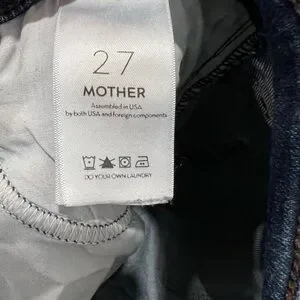 27
MOTHER
Assembled in USA
by both USA and foreign components
DO YOUR OWN LAUNDRY